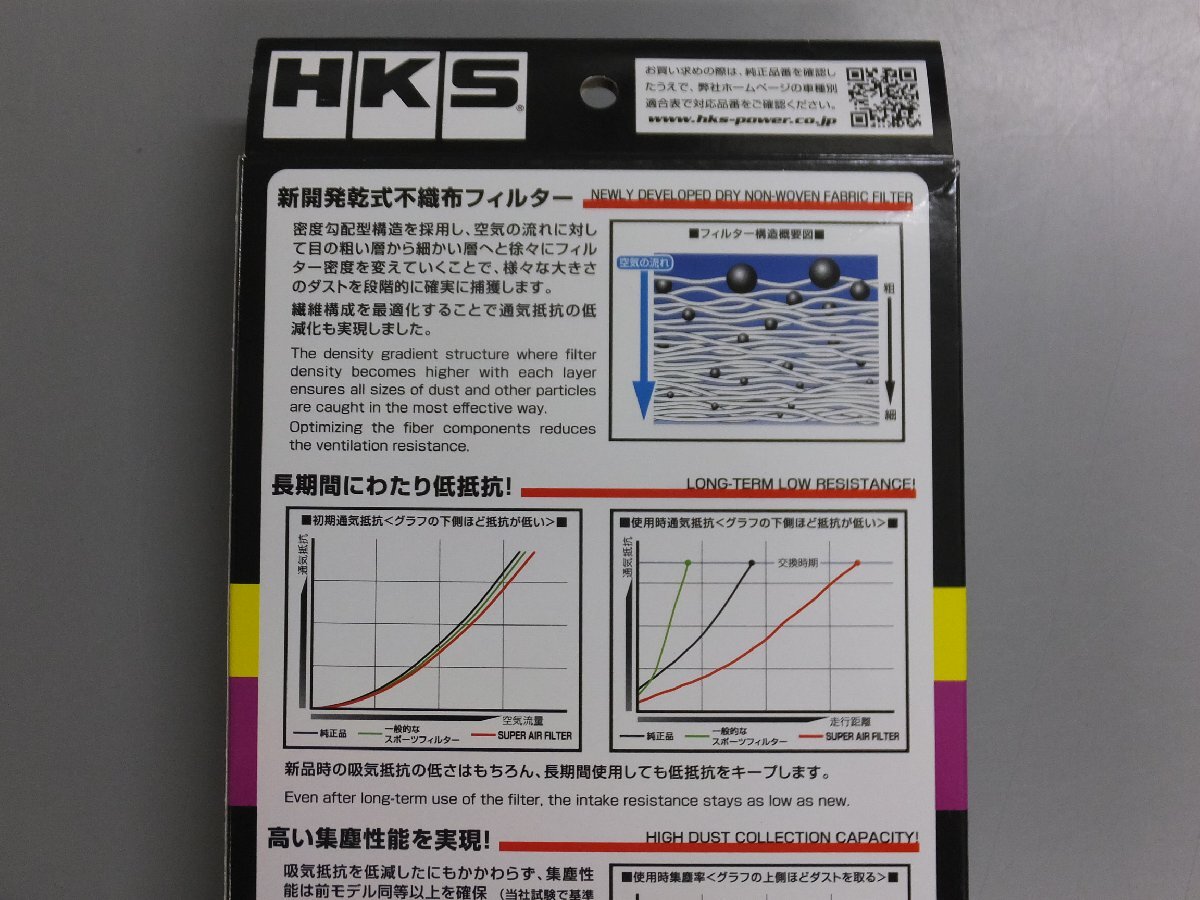 HKS®
お買い求めの際は、純正品番を確認し
たうえで、弊社ホームページの車種別
適合表で対応品番をご確認ください。
www.hks-power.co.jp
新開発乾式不織布フィルター
NEWLY DEVELOPED DRY NON-WOVEN FABRIC FILTER
密度勾配型構造を採用し、空気の流れに対し
て目の粗い層から細かい層へと徐々にフィル
ター密度を変えていくことで、様々な大きさ
のダストを段階的に確実に捕獲します。
繊維構成を最適化することで通気抵抗の低
減化も実現しました。
The density gradient structure where filter
density becomes higher with each layer
ensures all sizes of dust and other particles
are caught in the most effective way.
Optimizing the fiber components reduces
the ventilation resistance.
■フィルター構造概要図■
空気の流れ
粗
細
長期間にわたり低抵抗!
LONG-TERM LOW RESISTANCE!
■初期通気抵抗<グラフの下側ほど抵抗が低い>■
通気抵抗
空気流量
純正品
一般的な
スポーツフィルター
SUPER AIR FILTER
■使用時通気抵抗<グラフの下側ほど抵抗が低い>■
通気抵抗
交換時期
走行距離
純正品
一般的な
スポーツフィルター
SUPER AIR FILTER
新品時の吸気抵抗の低さはもちろん、長期間使用しても低抵抗をキープします。
Even after long-term use of the filter, the intake resistance stays as low as new.
高い集塵性能を実現!
HIGH DUST COLLECTION CAPACITY!
吸気抵抗を低減したにもかかわらず、集塵性
能は前モデル同等以上を確保(当社試験で基準
■使用時集塵率<グラフの上側ほどダストを取る>■